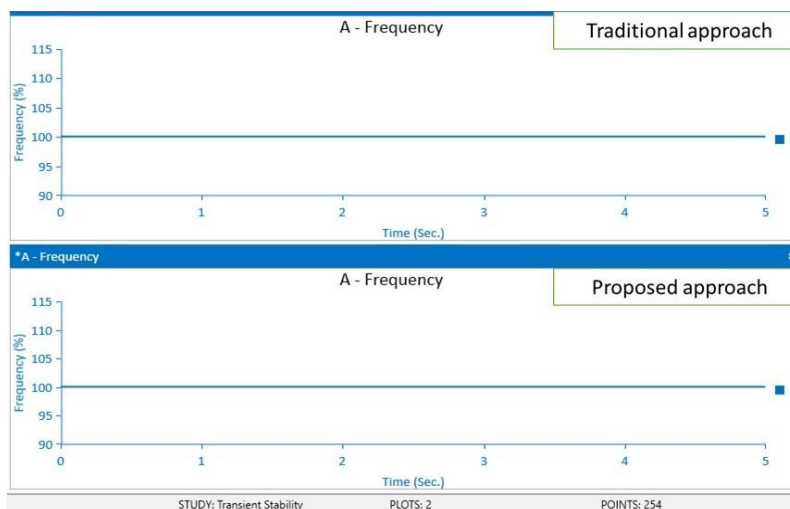 A - Frequency
Traditional approach
115
110
105
100
95
90
Frequency (%)
0 1 2 3 4 5
Time (Sec.)
*A - Frequency
A - Frequency
Proposed approach
115
110
105
100
95
90
Frequency (%)
0 1 2 3 4 5
Time (Sec.)
STUDY: Transient Stability PLOTS: 2 POINTS: 254